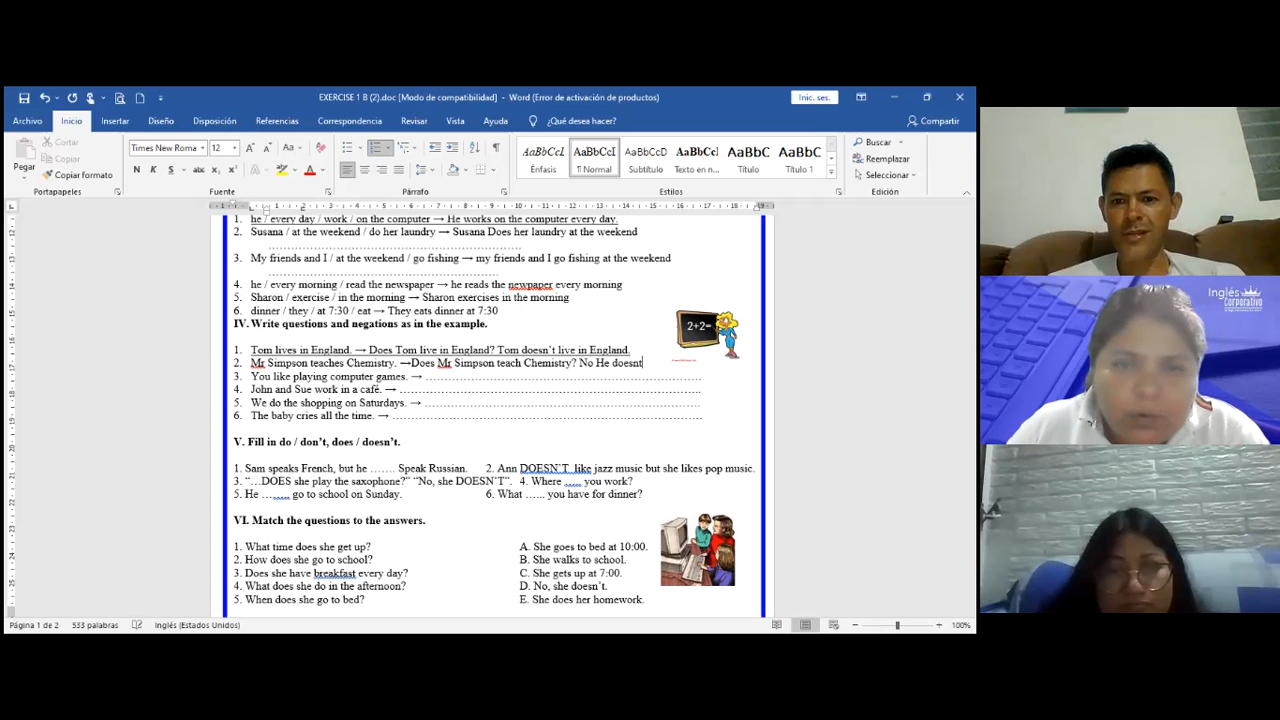 EXERCISE 1 B (2).doc [Modo de compatibilidad] - Word (Error de activación de productos)
Inic. ses.
Archivo Inicio Insertar Diseño Disposición Referencias Correspondencia Revisar Vista Ayuda ¿Qué desea hacer? Compartir
Pegar
Cortar
Copiar
Copiar formato
Portapapeles
Times New Roma 12
N K S
Fuente
Párrafo
AaBbCcL AaBbCcI AaBbCcD AaBbCcI AaBbC AaBbC
Énfasis ¶ Normal Subtítulo Texto en n... Título Título 1
Estilos
Buscar
Reemplazar
Seleccionar
Edición
1. he / every day / work / on the computer → He works on the computer every day.
2. Susana / at the weekend / do her laundry → Susana Does her laundry at the weekend
3. My friends and I / at the weekend / go fishing → my friends and I go fishing at the weekend
4. he / every morning / read the newspaper → he reads the newpaper every morning
5. Sharon / exercise / in the morning → Sharon exercises in the morning
6. dinner / they / at 7:30 / eat → They eats dinner at 7:30
IV. Write questions and negations as in the example.
2+2=
1. Tom lives in England. → Does Tom live in England? Tom doesn't live in England.
2. Mr Simpson teaches Chemistry. →Does Mr Simpson teach Chemistry? No He doesnt
3. You like playing computer games. → ……………………………………………………
4. John and Sue work in a café. → ……………………………………………………
5. We do the shopping on Saturdays. → ……………………………………………………
6. The baby cries all the time. → ……………………………………………………
V. Fill in do / don't, does / doesn't.
1. Sam speaks French, but he ……. Speak Russian. 2. Ann DOESN'T like jazz music but she likes pop music.
3. “…DOES she play the saxophone?” “No, she DOESN'T”. 4. Where ….. you work?
5. He …….. go to school on Sunday. 6. What …... you have for dinner?
VI. Match the questions to the answers.
1. What time does she get up? A. She goes to bed at 10:00.
2. How does she go to school? B. She walks to school.
3. Does she have breakfast every day? C. She gets up at 7:00.
4. What does she do in the afternoon? D. No, she doesn't.
5. When does she go to bed? E. She does her homework.
Página 1 de 2 533 palabras Inglés (Estados Unidos) 100%
Inglés
Corporativo